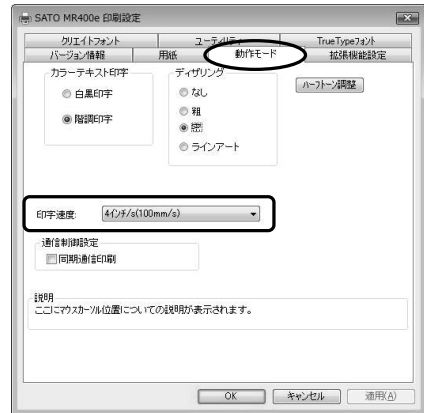 SATO MR400e 印刷設定
クリエイトフォント ユーティリティ TrueTypeフォント
バージョン情報 用紙 動作モード 拡張機能設定
カラーテキスト印字 ディザリング
白黒印字 なし ハーフトーン調整
粗
階調印字 密
ラインアート
印字速度: 4インチ/s(100mm/s)
通信制御設定
同期通信印刷
説明
ここにマウスカーソル位置についての説明が表示されます。
OK キャンセル 適用(A)